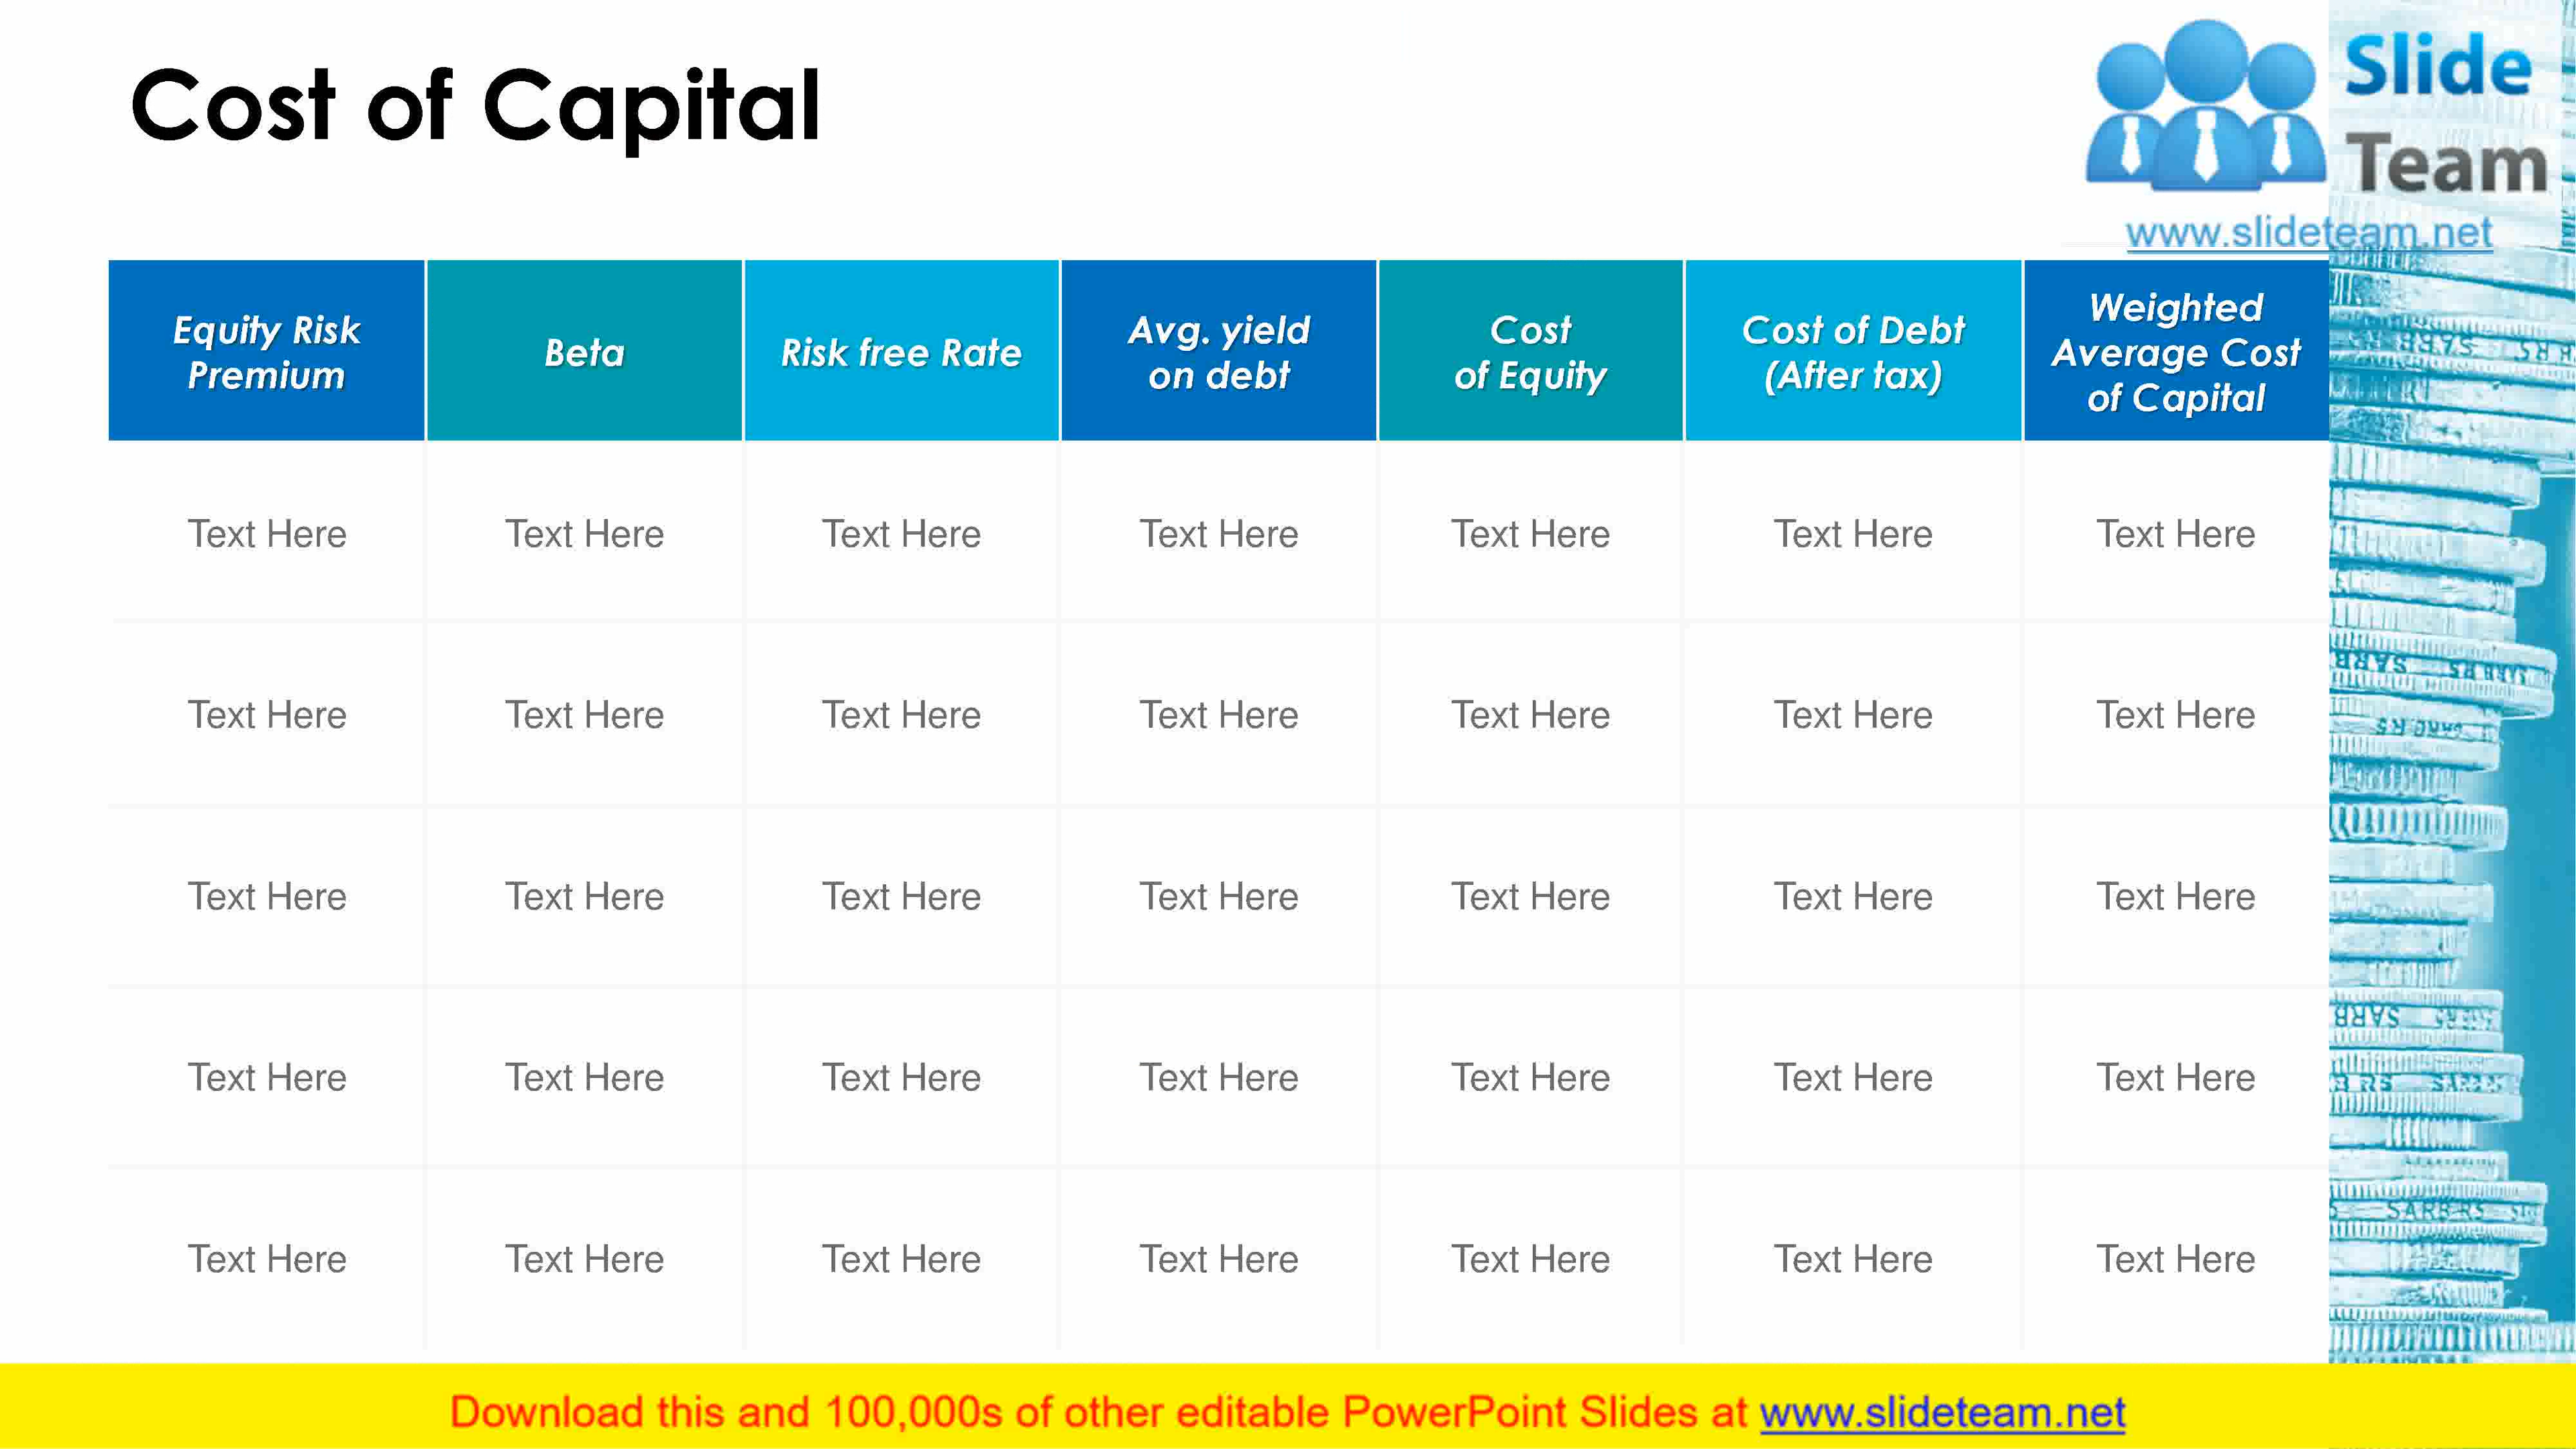 Cost of Capital
Slide
Team
www.slideteam.net
Equity Risk
Premium
Beta
Risk free Rate
Avg. yield
on debt
Cost
of Equity
Cost of Debt
(After tax)
Weighted
Average Cost
of Capital
Text Here Text Here Text Here Text Here Text Here Text Here Text Here
Text Here Text Here Text Here Text Here Text Here Text Here Text Here
Text Here Text Here Text Here Text Here Text Here Text Here Text Here
Text Here Text Here Text Here Text Here Text Here Text Here Text Here
Text Here Text Here Text Here Text Here Text Here Text Here Text Here
Download this and 100,000s of other editable PowerPoint Slides at www.slideteam.net